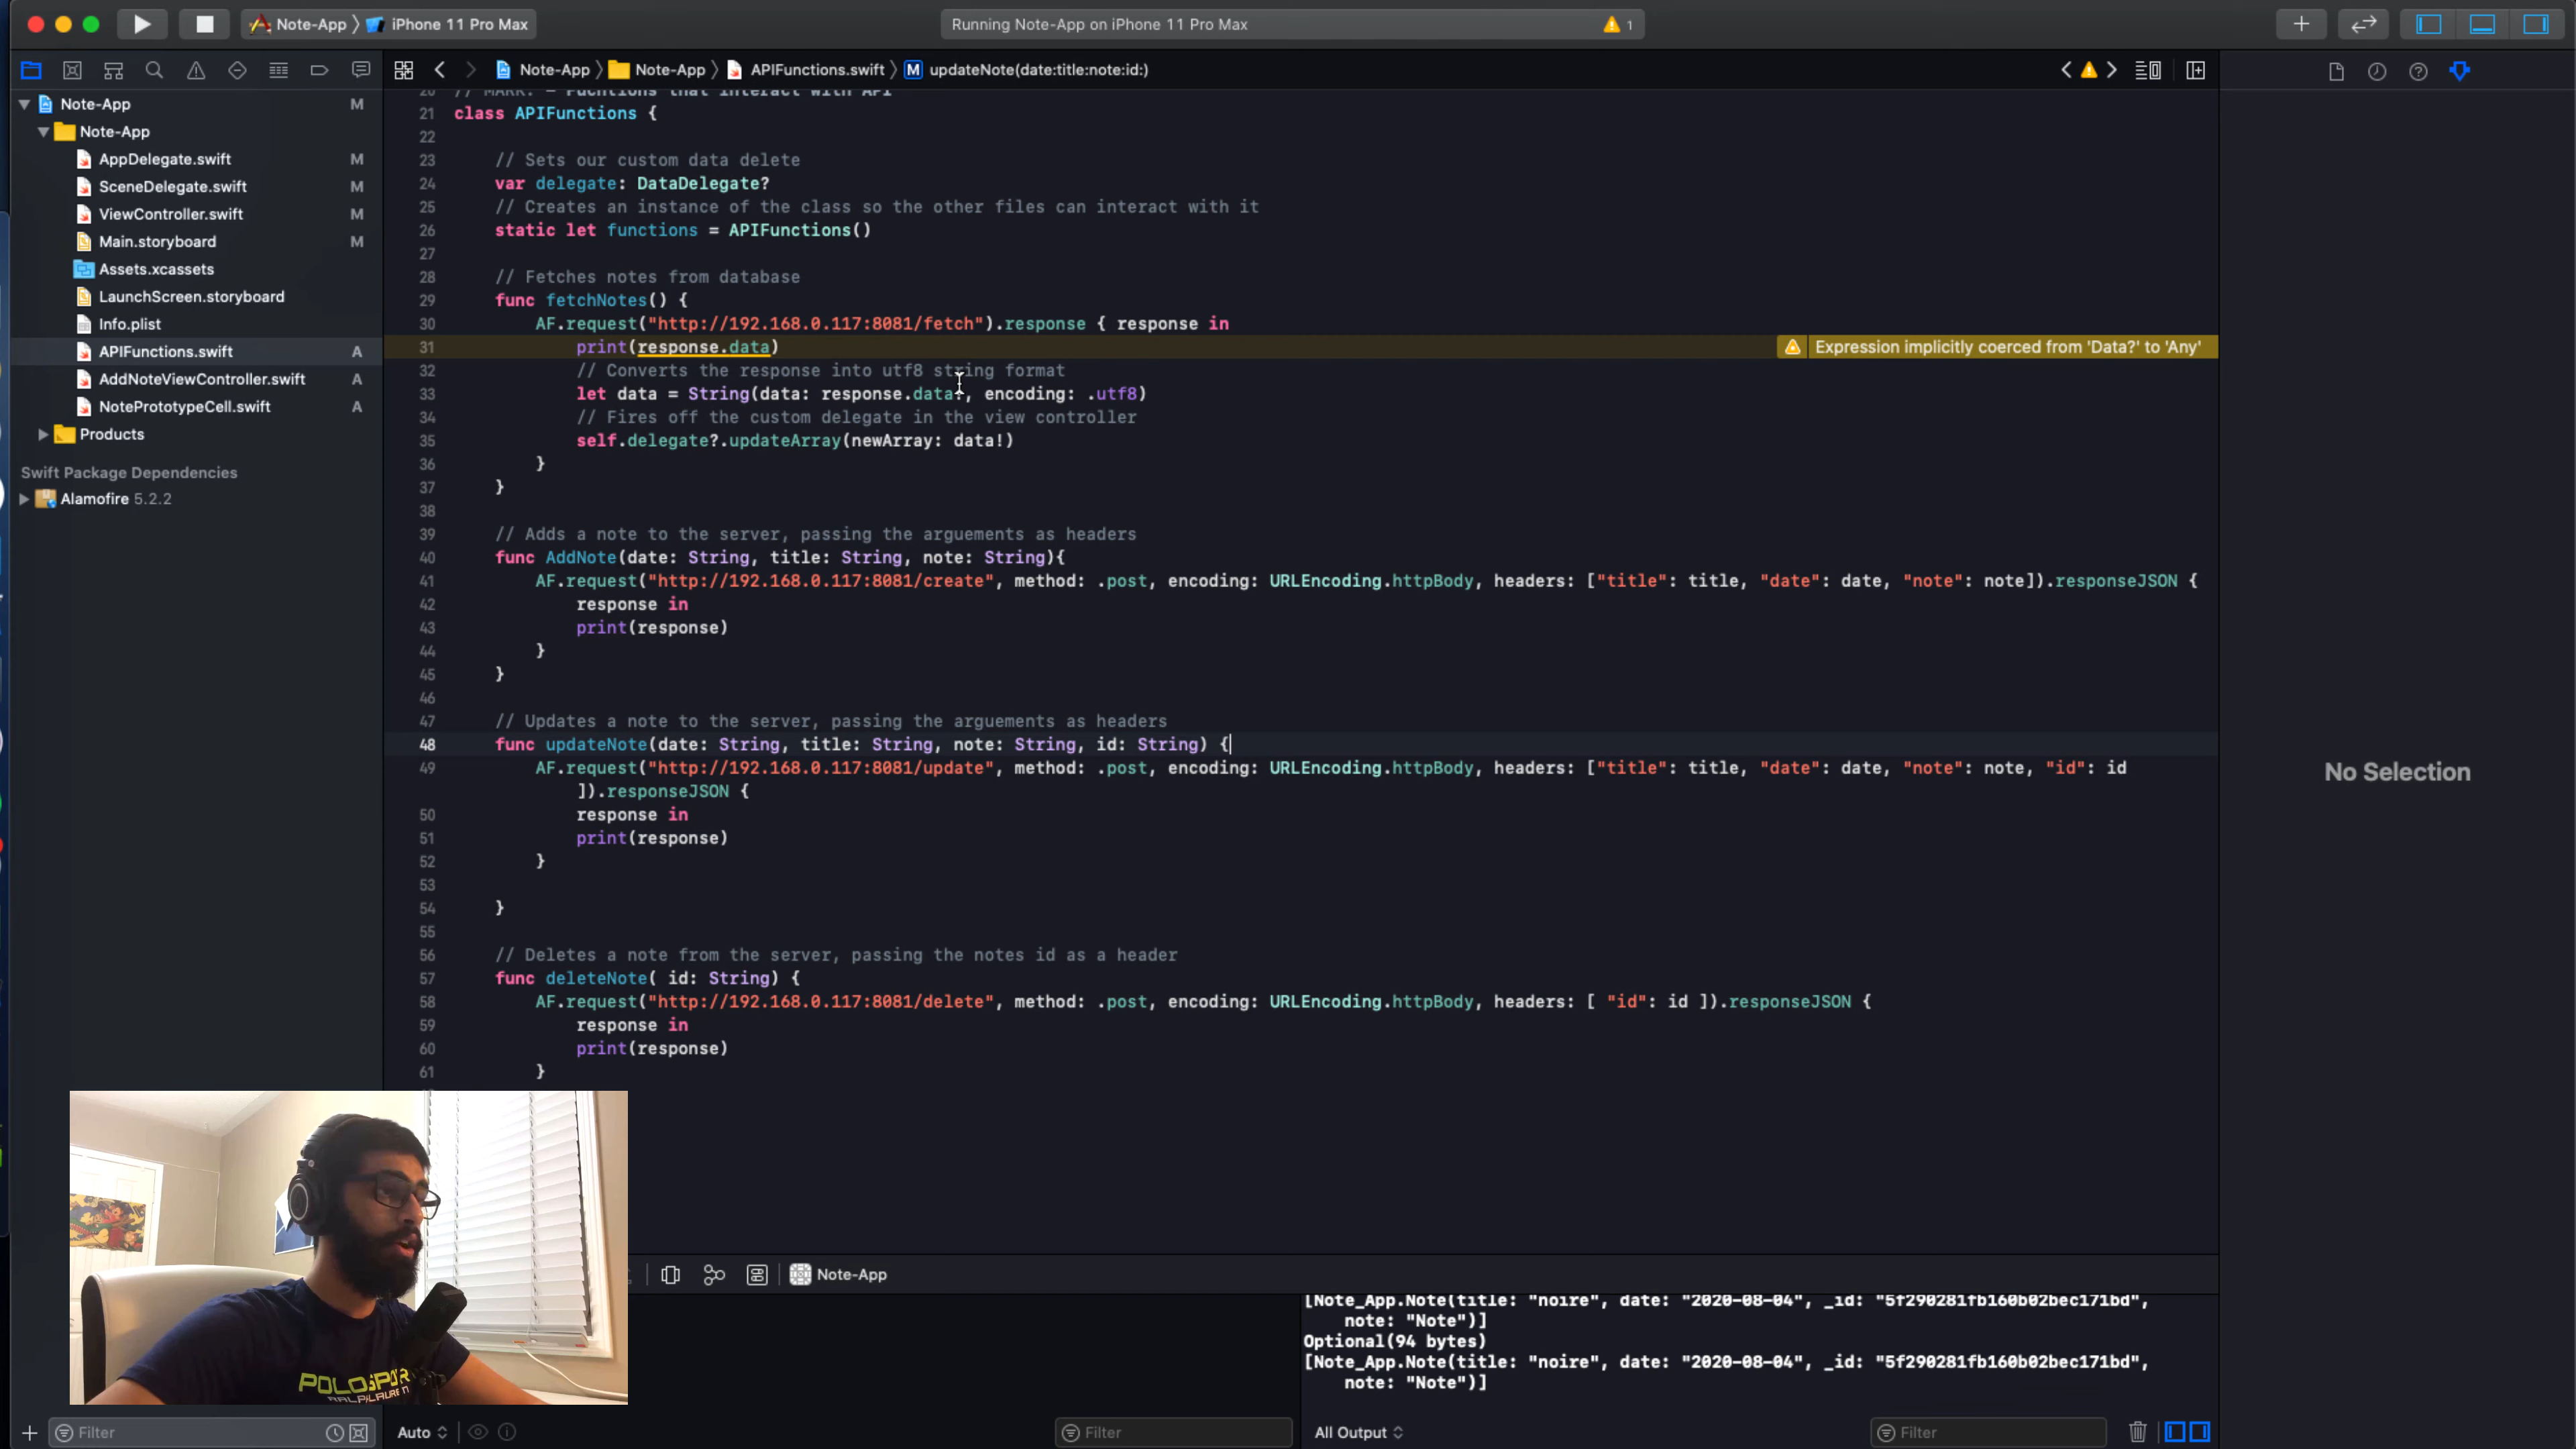 Note-App
iPhone 11 Pro Max
Running Note-App on iPhone 11 Pro Max
1
Note-App
Note-App
APIFunctions.swift
M
updateNote(date:title:note:id:)
Note-App M
Note-App
AppDelegate.swift M
SceneDelegate.swift M
ViewController.swift M
Main.storyboard M
Assets.xcassets
LaunchScreen.storyboard
Info.plist
APIFunctions.swift A
AddNoteViewController.swift A
NotePrototypeCell.swift A
Products
Swift Package Dependencies
Alamofire 5.2.2
20 // MARK: - Fucntions that interact with API
21 class APIFunctions {
22
23 // Sets our custom data delete
24 var delegate: DataDelegate?
25 // Creates an instance of the class so the other files can interact with it
26 static let functions = APIFunctions()
27
28 // Fetches notes from database
29 func fetchNotes() {
30 AF.request("http://192.168.0.117:8081/fetch").response { response in
31 print(response.data) Expression implicitly coerced from 'Data?' to 'Any'
32 // Converts the response into utf8 string format
33 let data = String(data: response.data!, encoding: .utf8)
34 // Fires off the custom delegate in the view controller
35 self.delegate?.updateArray(newArray: data!)
36 }
37 }
38
39 // Adds a note to the server, passing the arguements as headers
40 func AddNote(date: String, title: String, note: String){
41 AF.request("http://192.168.0.117:8081/create", method: .post, encoding: URLEncoding.httpBody, headers: ["title": title, "date": date, "note": note]).responseJSON {
42 response in
43 print(response)
44 }
45 }
46
47 // Updates a note to the server, passing the arguements as headers
48 func updateNote(date: String, title: String, note: String, id: String) {
49 AF.request("http://192.168.0.117:8081/update", method: .post, encoding: URLEncoding.httpBody, headers: ["title": title, "date": date, "note": note, "id": id
]).responseJSON {
50 response in
51 print(response)
52 }
53
54 }
55
56 // Deletes a note from the server, passing the notes id as a header
57 func deleteNote( id: String) {
58 AF.request("http://192.168.0.117:8081/delete", method: .post, encoding: URLEncoding.httpBody, headers: [ "id": id ]).responseJSON {
59 response in
60 print(response)
61 }
No Selection
POLO SPORT
RALPH LAUREN
Note-App
[Note_App.Note(title: "noire", date: "2020-08-04", _id: "5f290281fb160b02bec171bd",
note: "Note")]
Optional(94 bytes)
[Note_App.Note(title: "noire", date: "2020-08-04", _id: "5f290281fb160b02bec171bd",
note: "Note")]
Filter
Auto
Filter
All Output
Filter